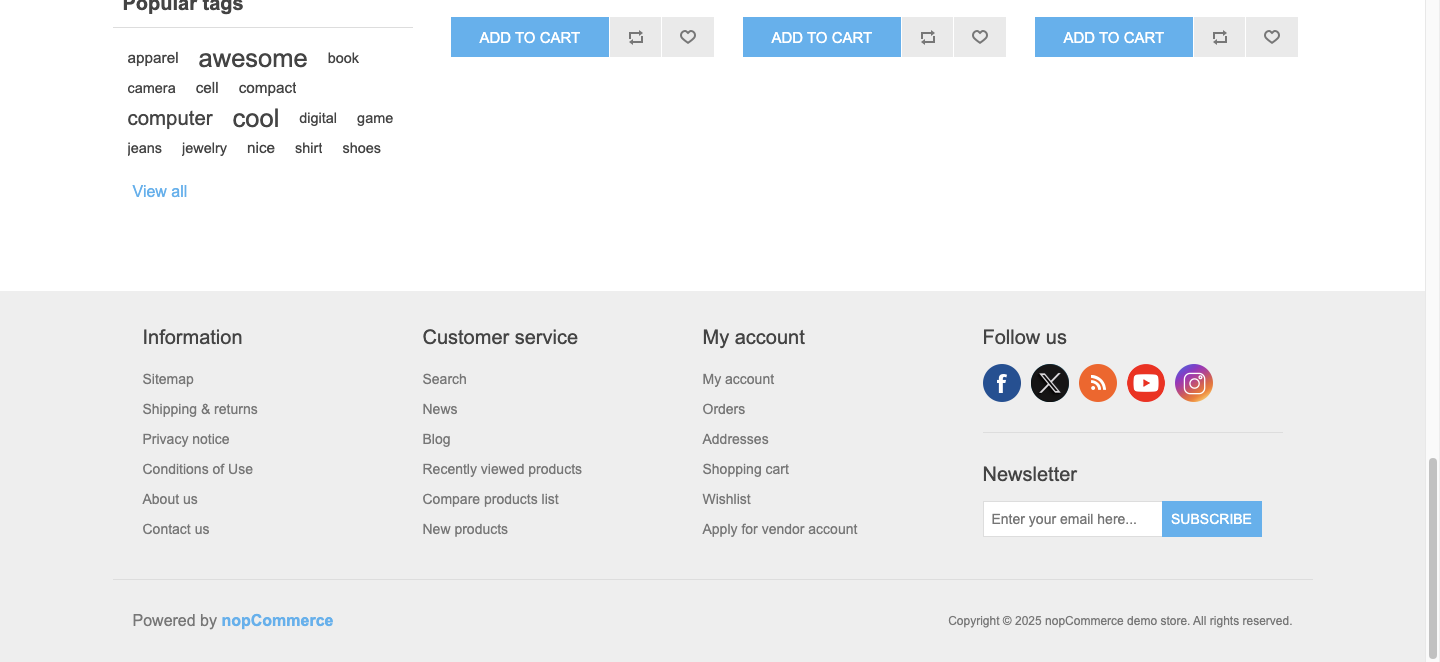 Popular tags
apparel awesome book
camera cell compact
computer cool digital game
jeans jewelry nice shirt shoes
View all
ADD TO CART ADD TO CART ADD TO CART
Information
Sitemap
Shipping & returns
Privacy notice
Conditions of Use
About us
Contact us
Customer service
Search
News
Blog
Recently viewed products
Compare products list
New products
My account
My account
Orders
Addresses
Shopping cart
Wishlist
Apply for vendor account
Follow us
Newsletter
Enter your email here... SUBSCRIBE
Powered by nopCommerce
Copyright © 2025 nopCommerce demo store. All rights reserved.